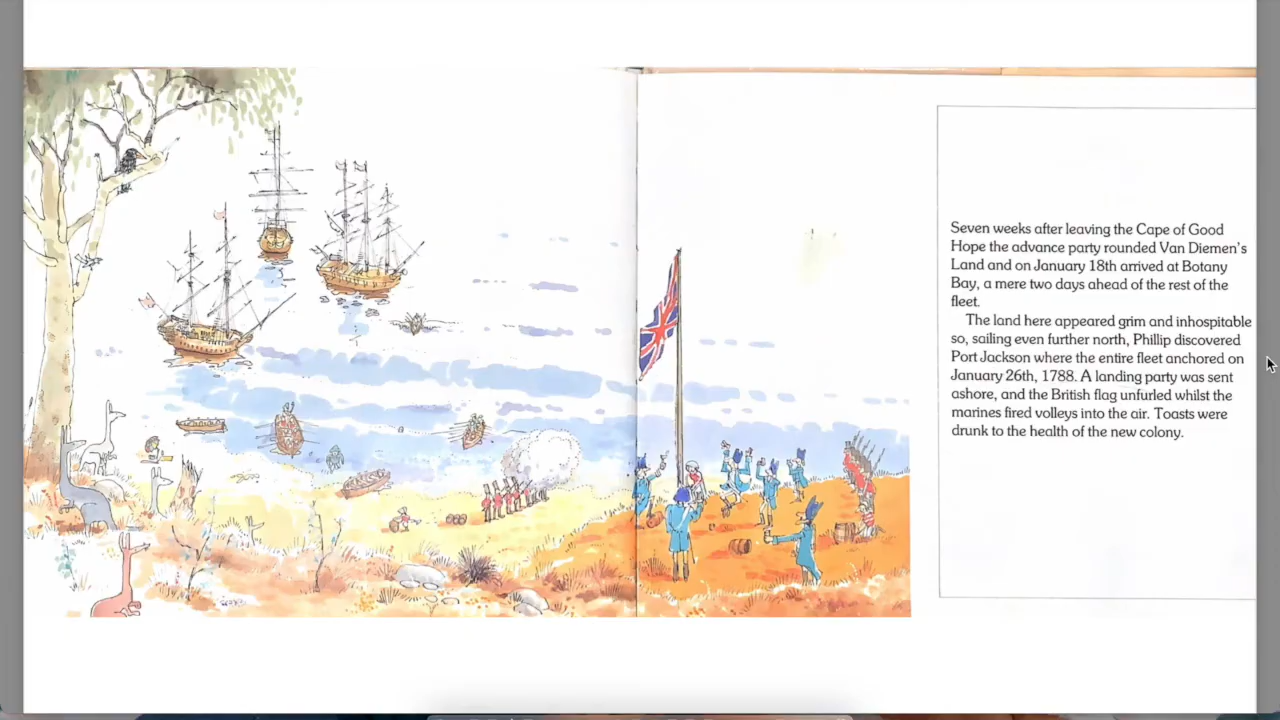 Seven weeks after leaving the Cape of Good
Hope the advance party rounded Van Diemen's
Land and on January 18th arrived at Botany
Bay, a mere two days ahead of the rest of the
fleet.
The land here appeared grim and inhospitable
so, sailing even further north, Phillip discovered
Port Jackson where the entire fleet anchored on
January 26th, 1788. A landing party was sent
ashore, and the British flag unfurled whilst the
marines fired volleys into the air. Toasts were
drunk to the health of the new colony.